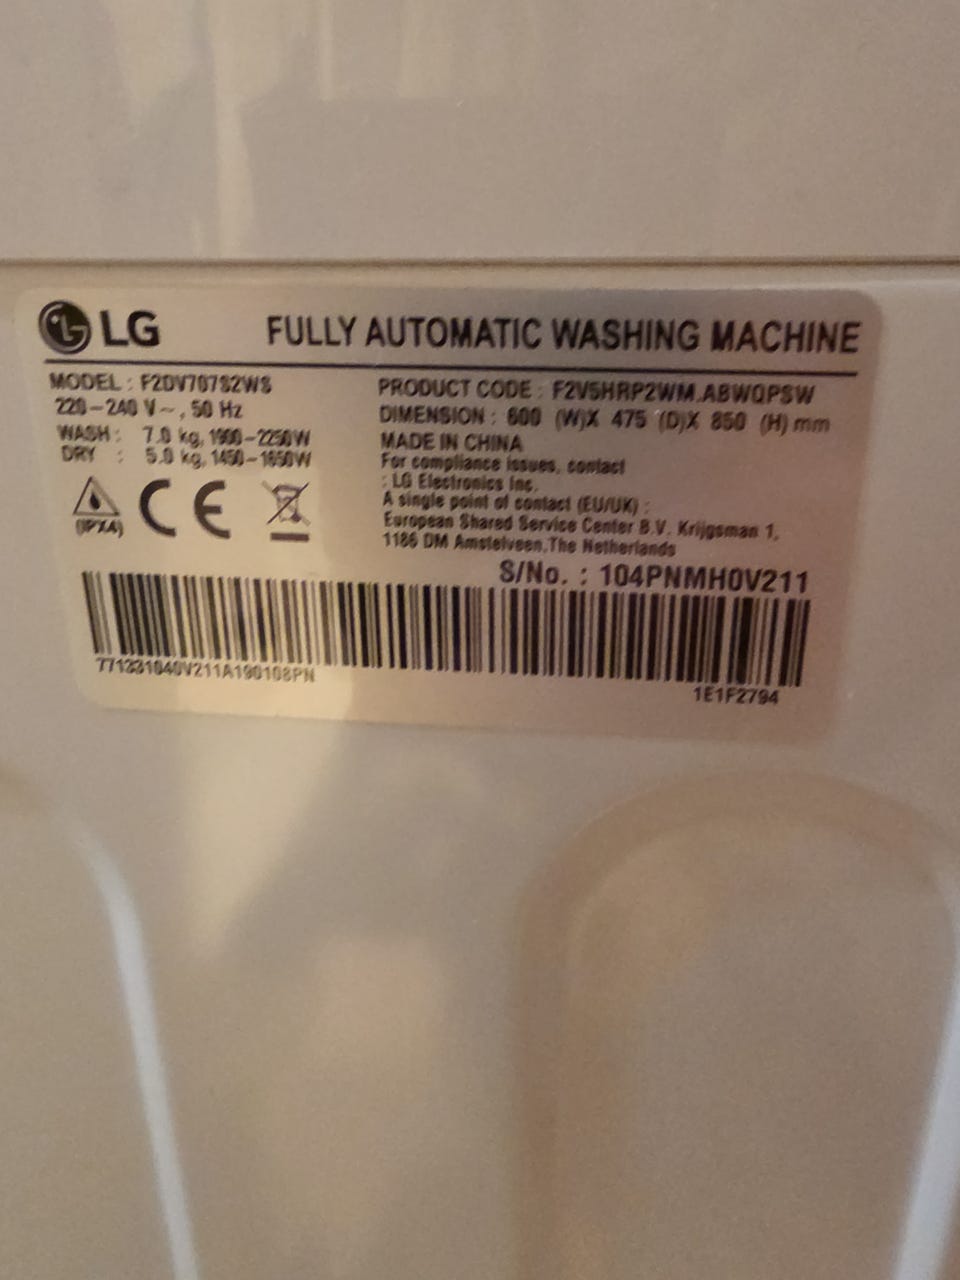 LG FULLY AUTOMATIC WASHING MACHINE
MODEL : F2DV707S2WS
220-240 V~, 50 Hz
WASH : 7.0 kg, 1900-2250W
DRY : 5.0 kg, 1450-1650W
(IPX4)
CE
PRODUCT CODE : F2V5HRP2WM.ABWQPSW
DIMENSION : 600 (W)X 475 (D)X 850 (H) mm
MADE IN CHINA
For compliance issues, contact
: LG Electronics Inc.
A single point of contact (EU/UK) :
European Shared Service Center B.V. Krijgsman 1,
1186 DM Amstelveen,The Netherlands
S/No. : 104PNMH0V211
771331040V211A190108PN
1E1F2794